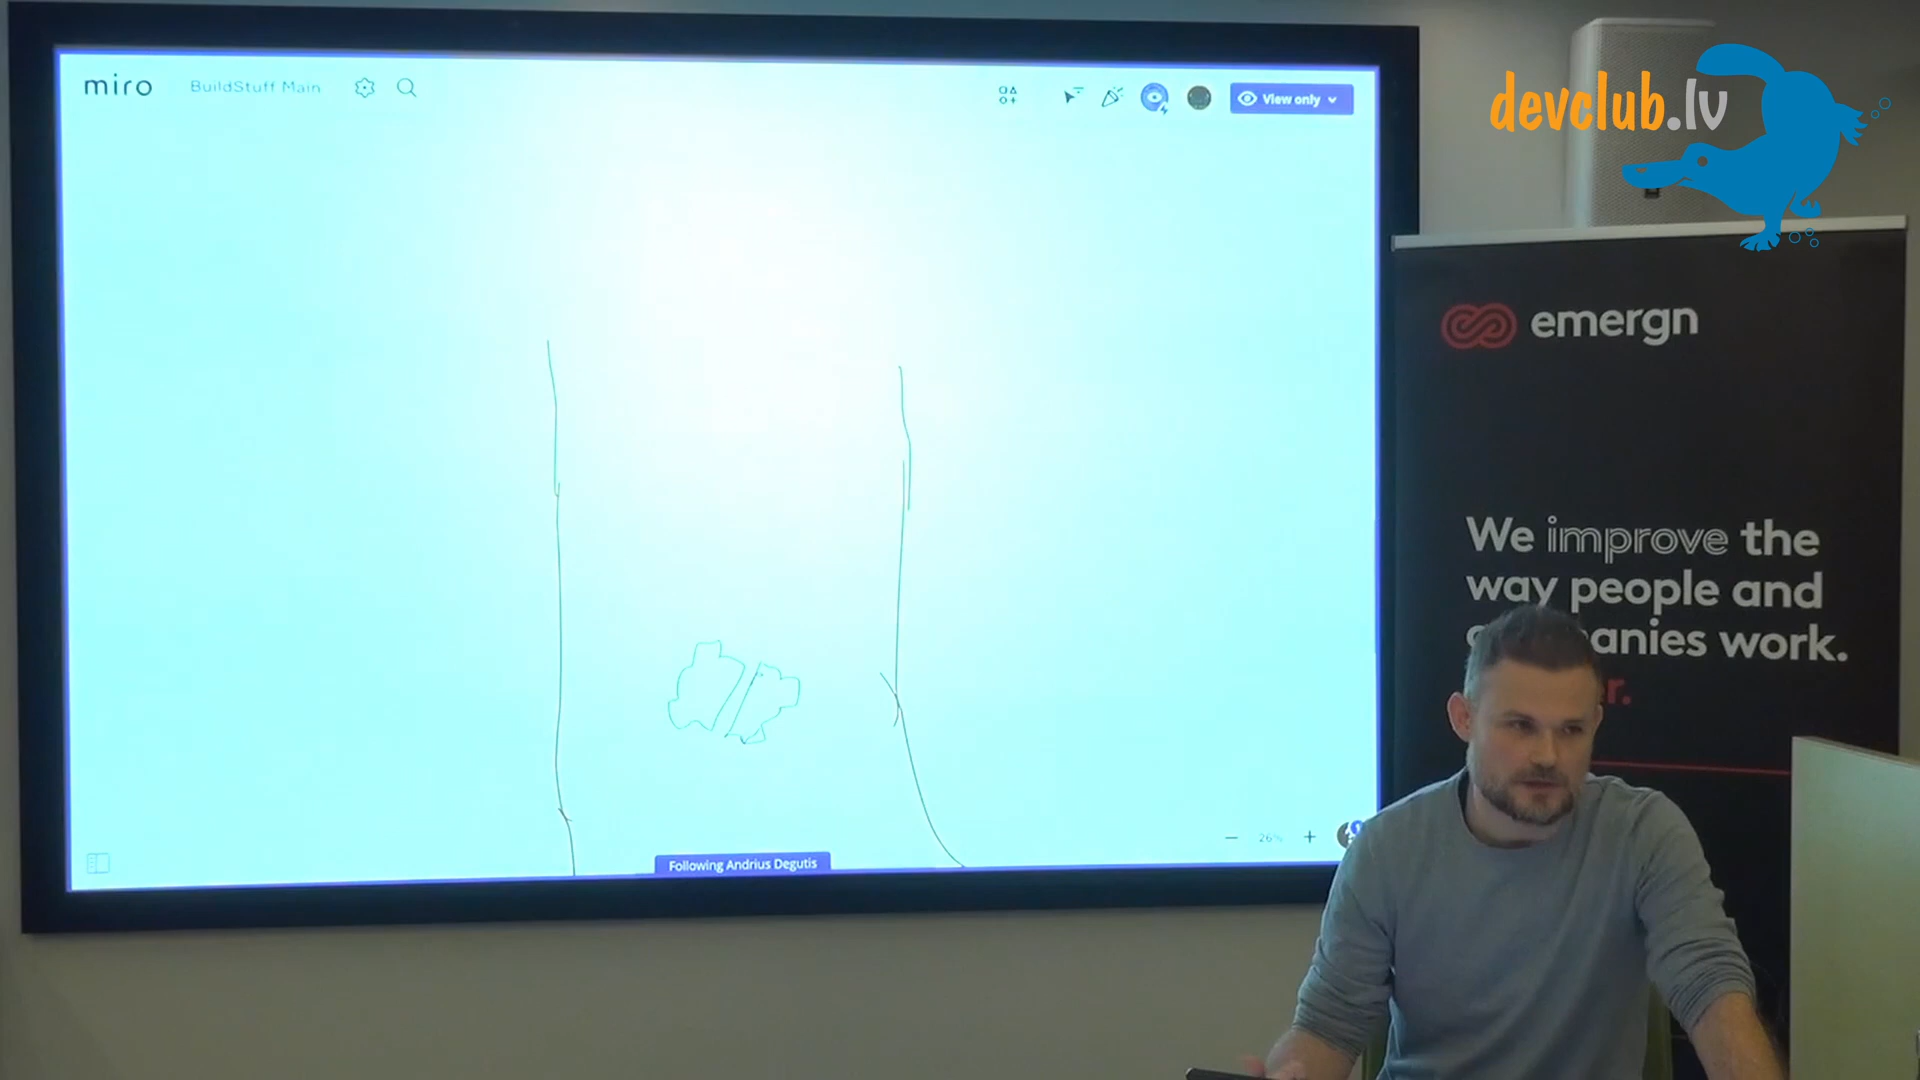 miro
BuildStuff Main
View only
26%
Following Andrius Degutis
devclub.lv
emergn
We improve the
way people and
anies work.
r.